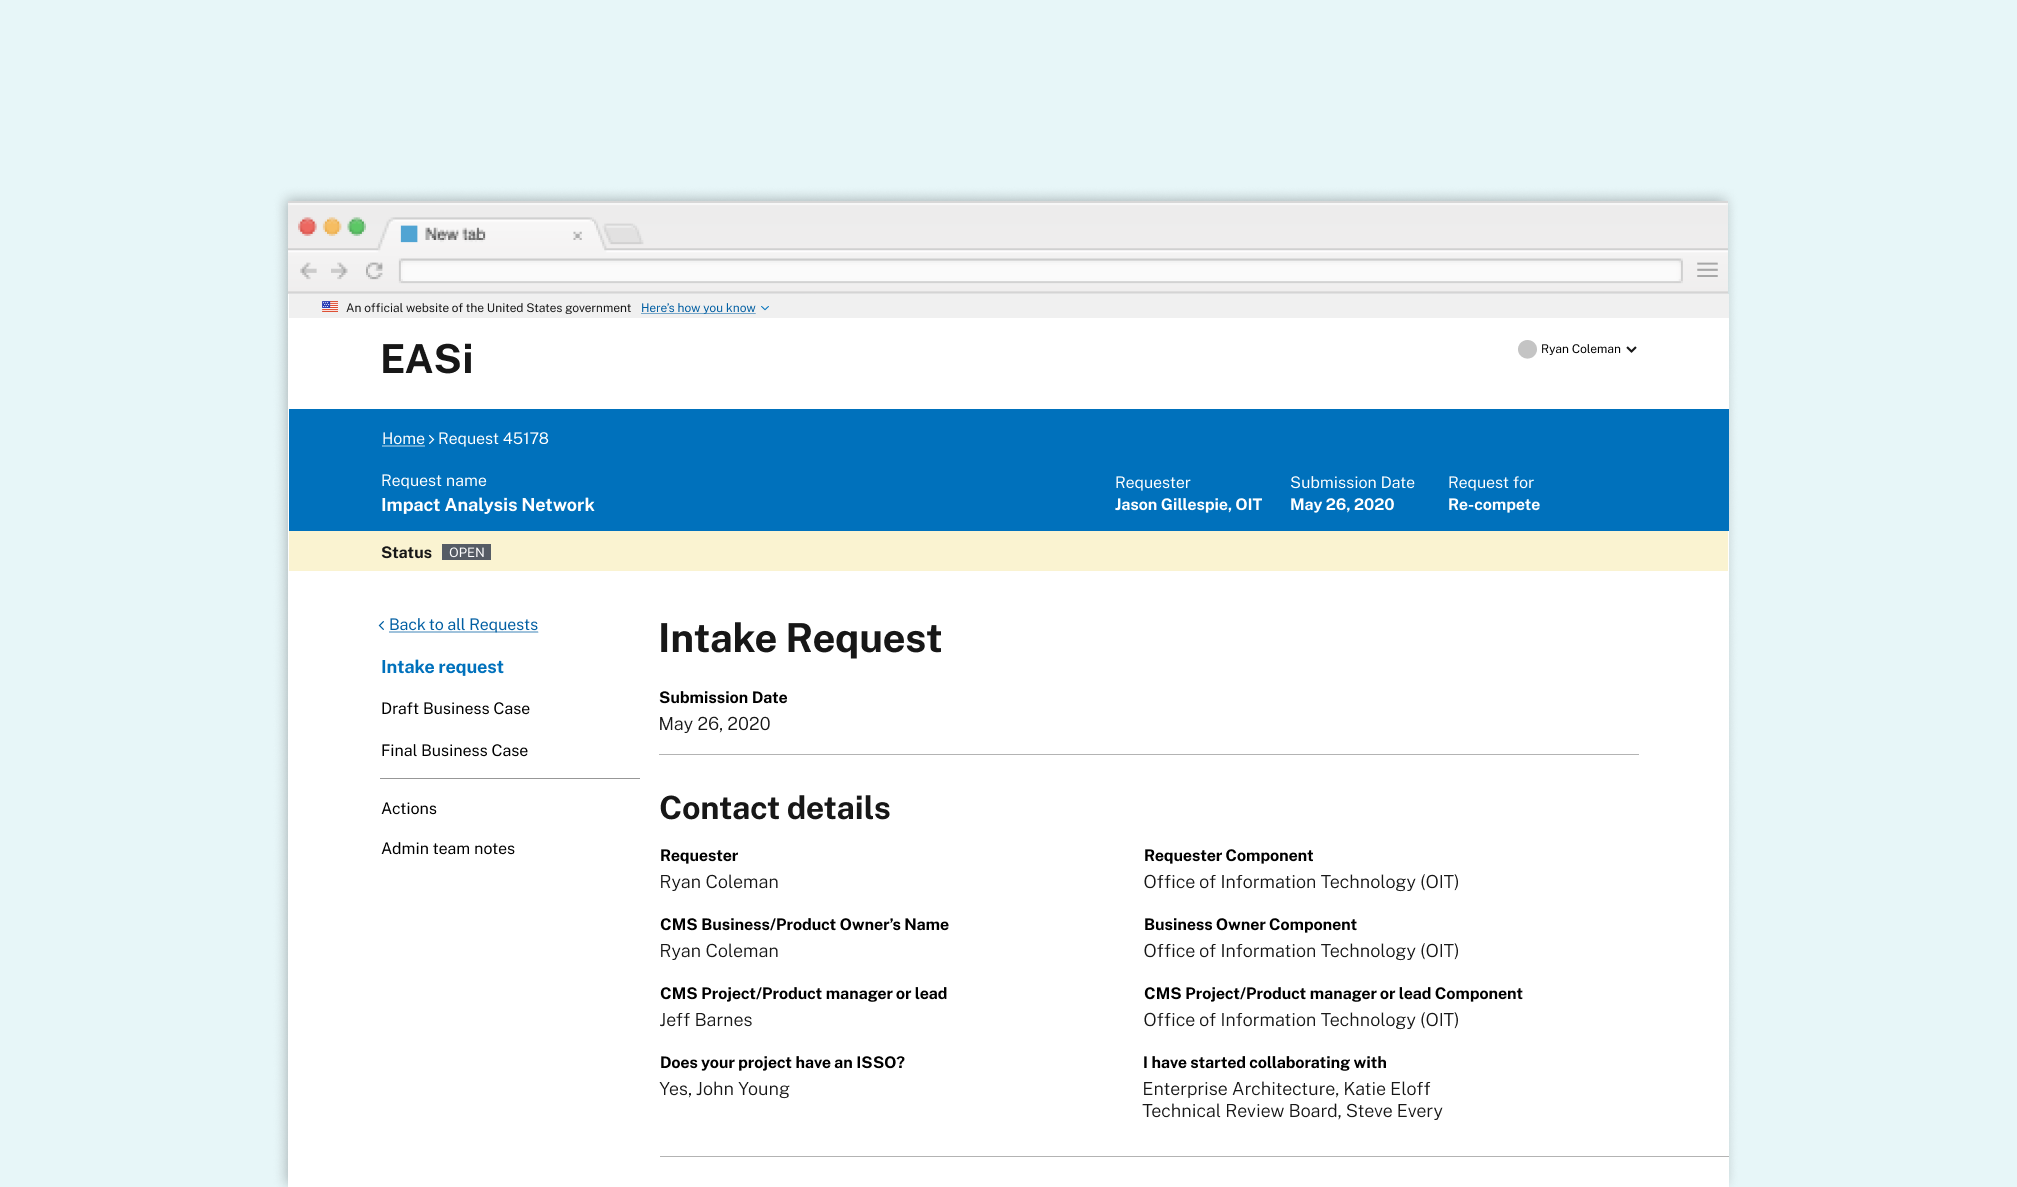 New tab
An official website of the United States government Here's how you know
EASi
Ryan Coleman
Home > Request 45178
Request name
Impact Analysis Network
Requester
Jason Gillespie, OIT
Submission Date
May 26, 2020
Request for
Re-compete
Status OPEN
< Back to all Requests
Intake request
Draft Business Case
Final Business Case
Actions
Admin team notes
Intake Request
Submission Date
May 26, 2020
Contact details
Requester
Ryan Coleman
Requester Component
Office of Information Technology (OIT)
CMS Business/Product Owner’s Name
Ryan Coleman
Business Owner Component
Office of Information Technology (OIT)
CMS Project/Product manager or lead
Jeff Barnes
CMS Project/Product manager or lead Component
Office of Information Technology (OIT)
Does your project have an ISSO?
Yes, John Young
I have started collaborating with
Enterprise Architecture, Katie Eloff
Technical Review Board, Steve Every